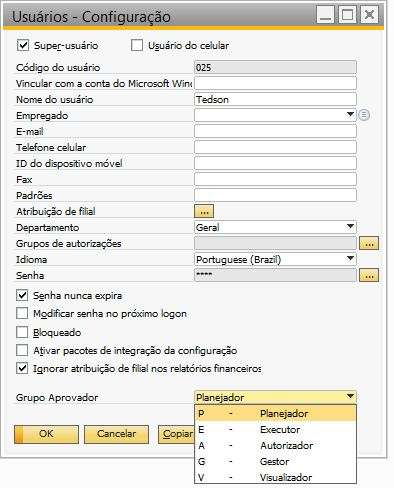 Usuários - Configuração
Super-usuário Usuário do celular
Código do usuário 025
Vincular com a conta do Microsoft Wind
Nome do usuário Tedson
Empregado
E-mail
Telefone celular
ID do dispositivo móvel
Fax
Padrões
Atribuição de filial ...
Departamento Geral
Grupos de autorizações ...
Idioma Portuguese (Brazil)
Senha **** ...
Senha nunca expira
Modificar senha no próximo logon
Bloqueado
Ativar pacotes de integração da configuração
Ignorar atribuição de filial nos relatórios financeiros
Grupo Aprovador Planejador
P - Planejador
E - Executor
A - Autorizador
G - Gestor
V - Visualizador
OK Cancelar Copiar